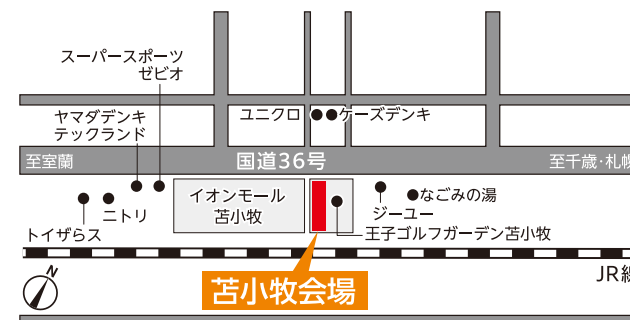 スーパースポーツ
ゼビオ
ヤマダデンキ
テックランド
ユニクロ
ケーズデンキ
至室蘭
国道36号
至千歳・札幌
イオンモール
苫小牧
なごみの湯
ニトリ
ジーユー
トイザらス
王子ゴルフガーデン苫小牧
N
苫小牧会場
JR線